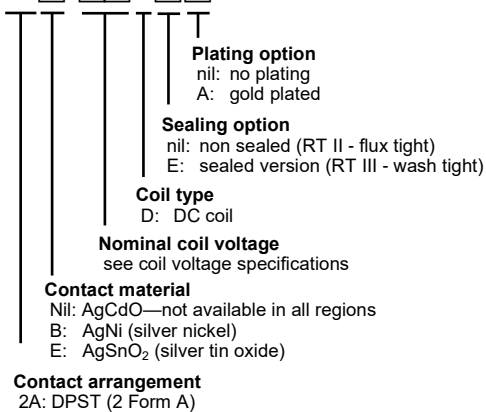 Plating option
nil: no plating
A: gold plated
Sealing option
nil: non sealed (RT II - flux tight)
E: sealed version (RT III - wash tight)
Coil type
D: DC coil
Nominal coil voltage
see coil voltage specifications
Contact material
Nil: AgCdO—not available in all regions
B: AgNi (silver nickel)
E: AgSnO₂ (silver tin oxide)
Contact arrangement
2A: DPST (2 Form A)